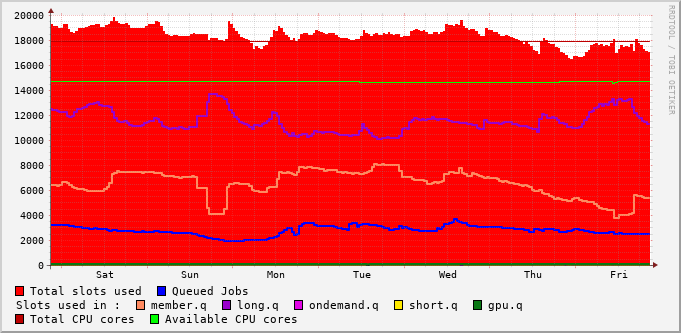 20000
18000
16000
14000
12000
10000
8000
6000
4000
2000
0
Sat Sun Mon Tue Wed Thu Fri
Total slots used Queued Jobs
Slots used in : member.q long.q ondemand.q short.q gpu.q
Total CPU cores Available CPU cores
RRDTOOL / TOBI OETIKER